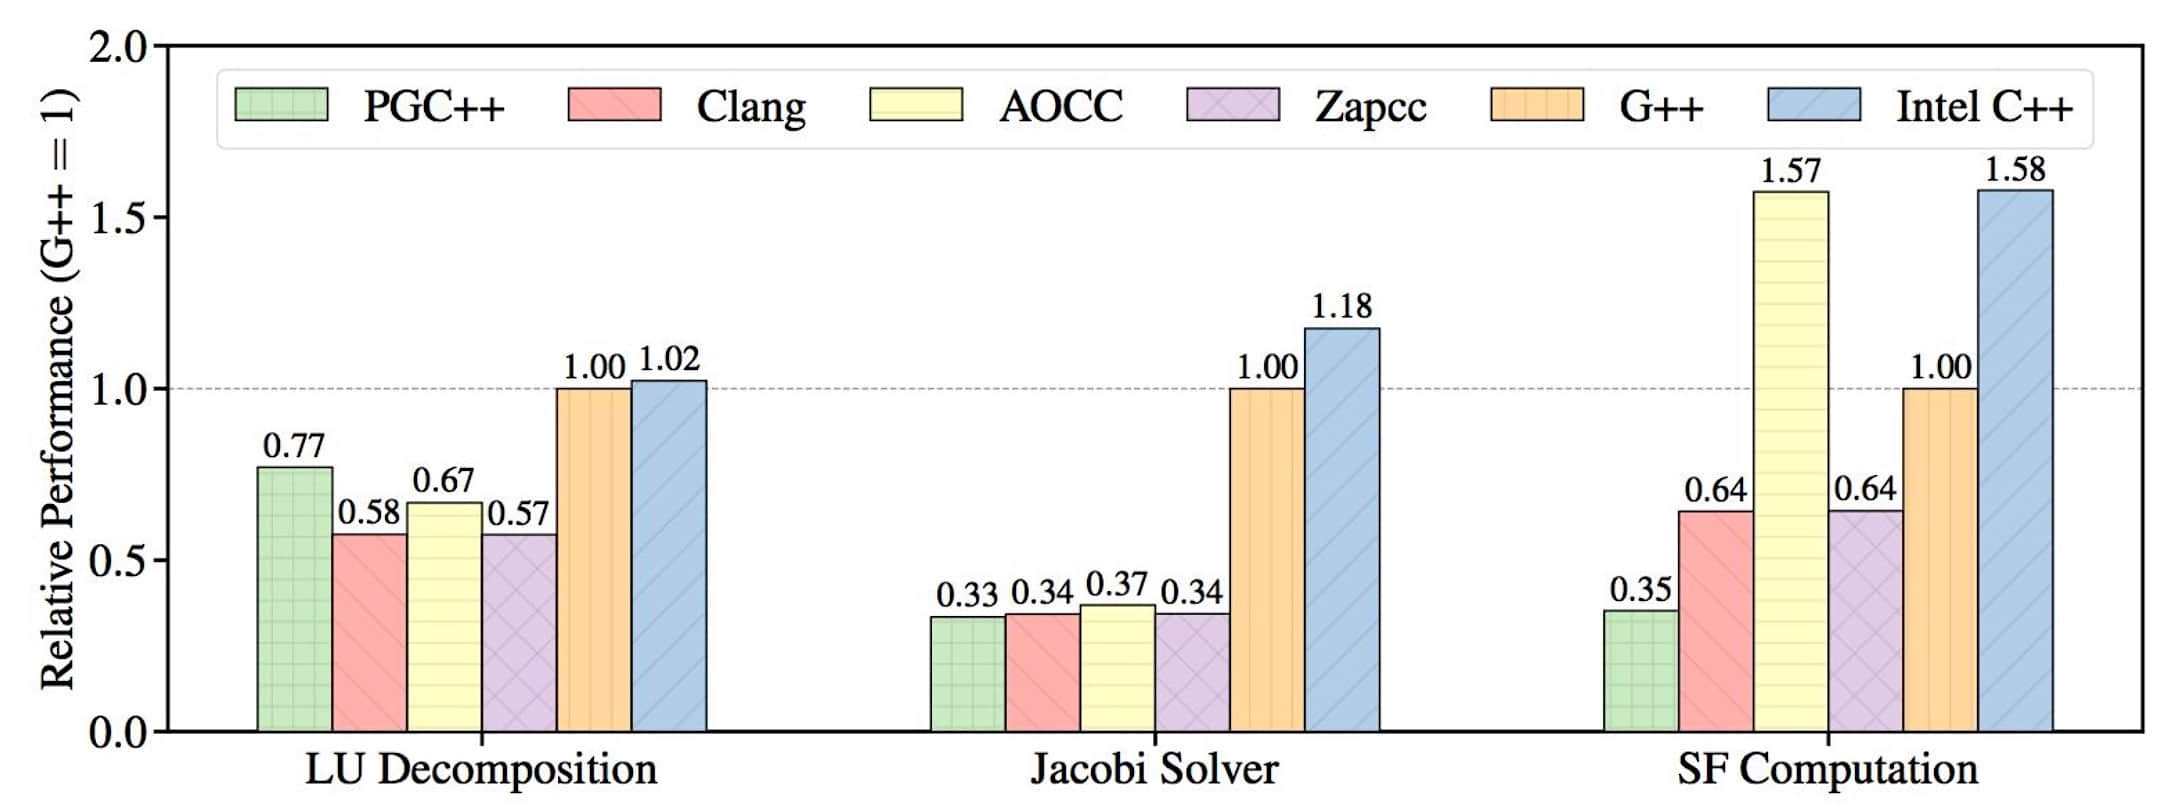 Relative Performance (G++ = 1)
2.0
1.5
1.0
0.5
0.0
PGC++ Clang AOCC Zapcc G++ Intel C++
0.77 0.58 0.67 0.57 1.00 1.02
0.33 0.34 0.37 0.34 1.00 1.18
0.35 0.64 1.57 0.64 1.00 1.58
LU Decomposition Jacobi Solver SF Computation